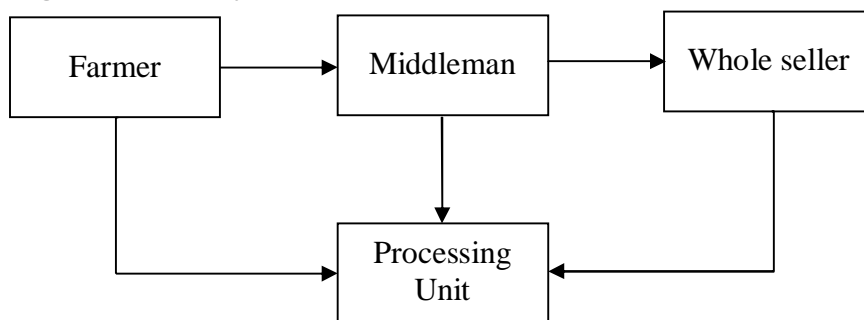 Farmer
Middleman
Whole seller
Processing
Unit